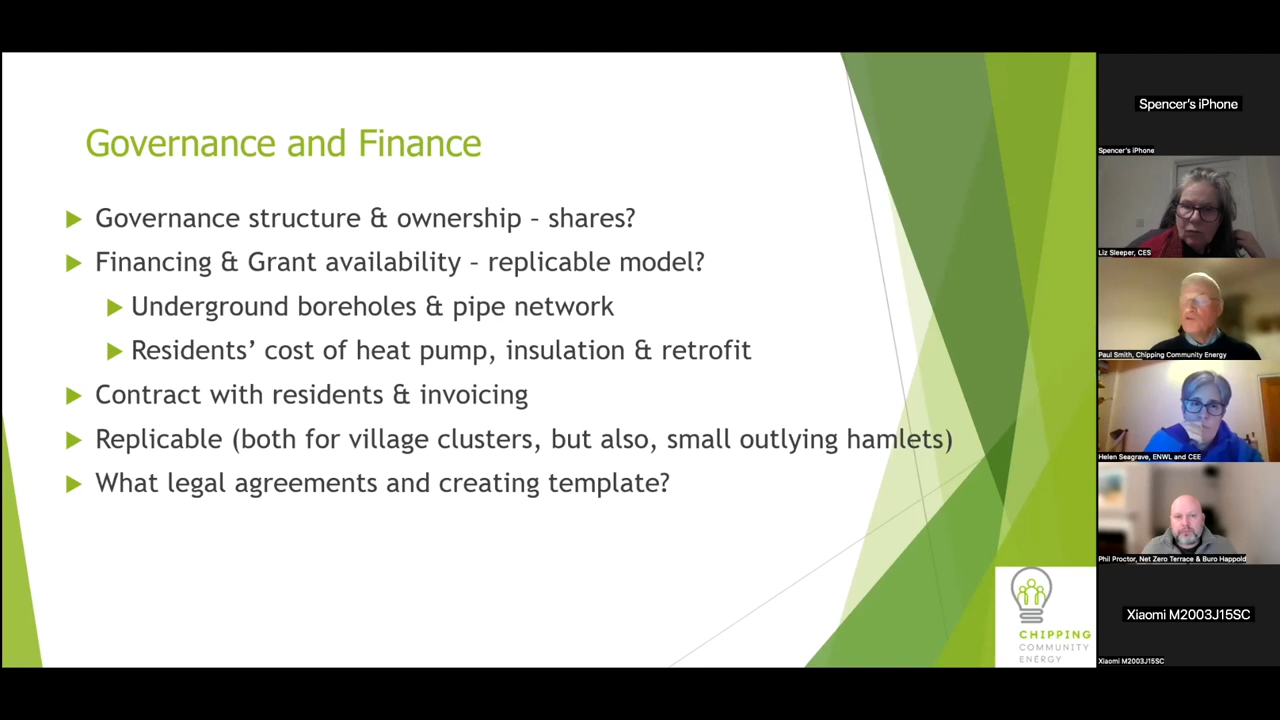 Governance and Finance
Governance structure & ownership – shares?
Financing & Grant availability – replicable model?
Underground boreholes & pipe network
Residents’ cost of heat pump, insulation & retrofit
Contract with residents & invoicing
Replicable (both for village clusters, but also, small outlying hamlets)
What legal agreements and creating template?
CHIPPING
COMMUNITY
ENERGY
Spencer’s iPhone
Spencer’s iPhone
Liz Sleeper, CES
Paul Smith, Chipping Community Energy
Helen Seagrave, ENWL and CEE
Phil Proctor, Net Zero Terrace & Buro Happold
Xiaomi M2003J15SC
Xiaomi M2003J15SC